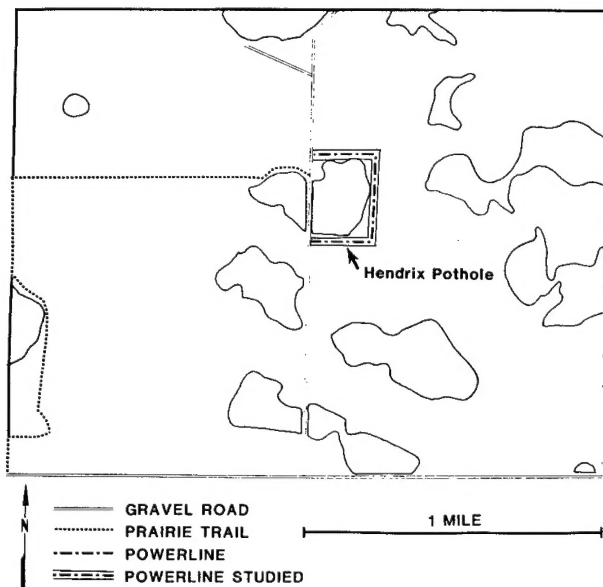 Hendrix Pothole
N
GRAVEL ROAD
PRAIRIE TRAIL
POWERLINE
POWERLINE STUDIED
1 MILE